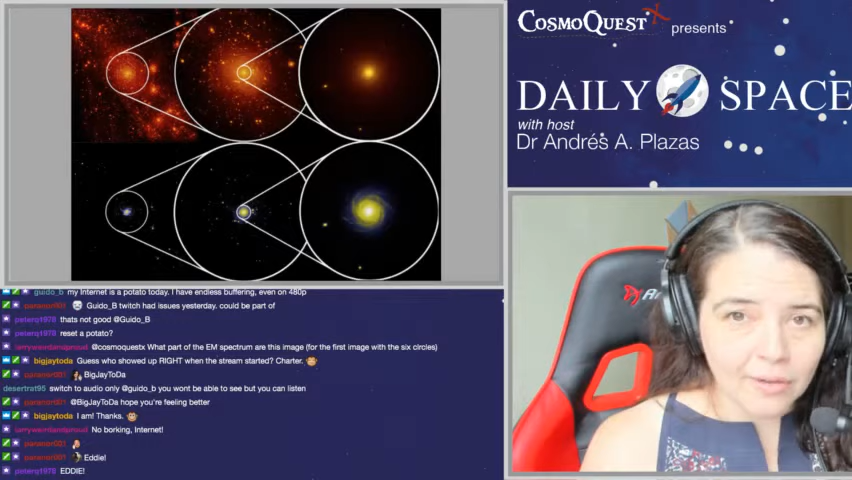 COSMOQUESTX presents
DAILY SPACE
with host
Dr Andrés A. Plazas
guido_b my Internet is a potato today. I have endless buffering, even on 480p
Guido_B twitch had issues yesterday. could be part of
peterq1978 thats not good @Guido_B
peterq1978 reset a potato?
@cosmoquestx What part of the EM spectrum are this image (for the first image with the six circles)
bigjaytoda Guess who showed up RIGHT when the stream started? Charter.
BigJayToDa
desertrat95 switch to audio only @guido_b you wont be able to see but you can listen
@BigJayToDa hope you're feeling better
bigjaytoda I am! Thanks.
No borking, Internet!
Eddie!
peterq1978 EDDIE!